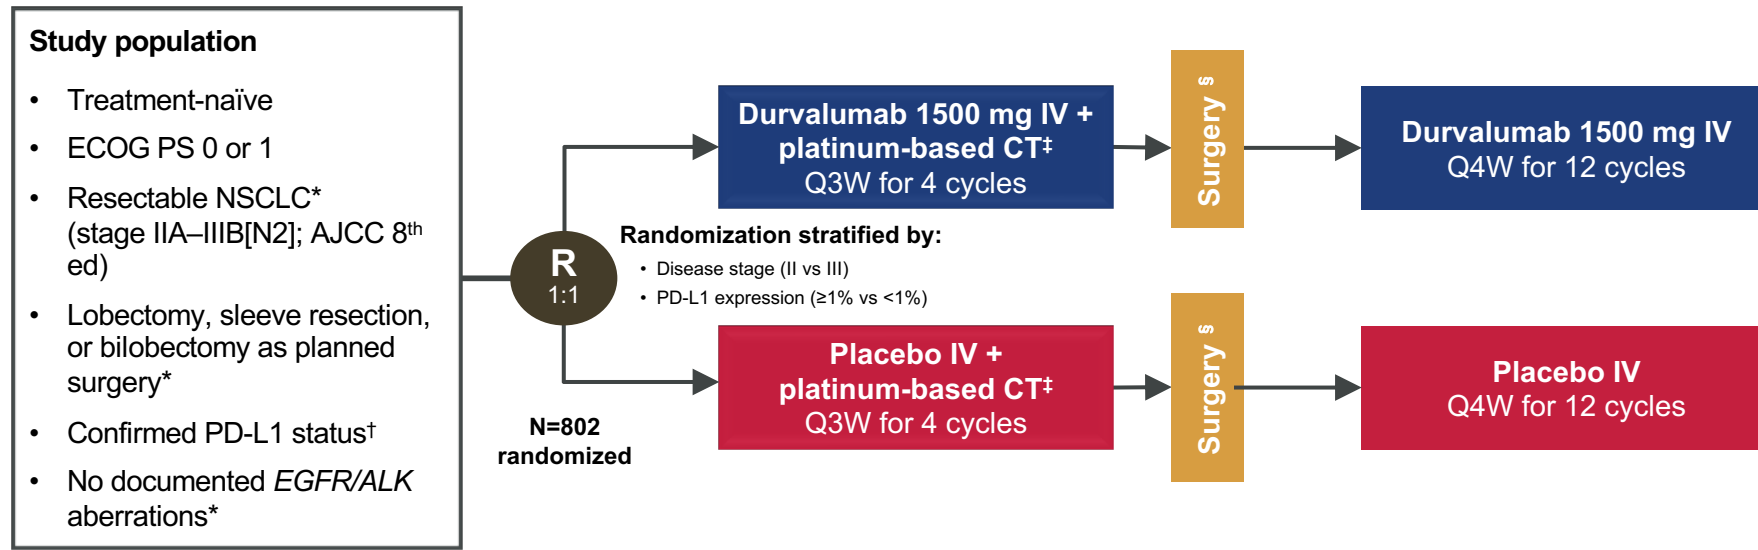 Study population
• Treatment-naïve
• ECOG PS 0 or 1
• Resectable NSCLC*
(stage IIA–IIIB[N2]; AJCC 8th
ed)
• Lobectomy, sleeve resection,
or bilobectomy as planned
surgery*
• Confirmed PD-L1 status†
• No documented EGFR/ALK
aberrations*
R
1:1
N=802
randomized
Randomization stratified by:
• Disease stage (II vs III)
• PD-L1 expression (≥1% vs <1%)
Durvalumab 1500 mg IV +
platinum-based CT‡
Q3W for 4 cycles
Surgery §
Durvalumab 1500 mg IV
Q4W for 12 cycles
Placebo IV +
platinum-based CT‡
Q3W for 4 cycles
Surgery §
Placebo IV
Q4W for 12 cycles